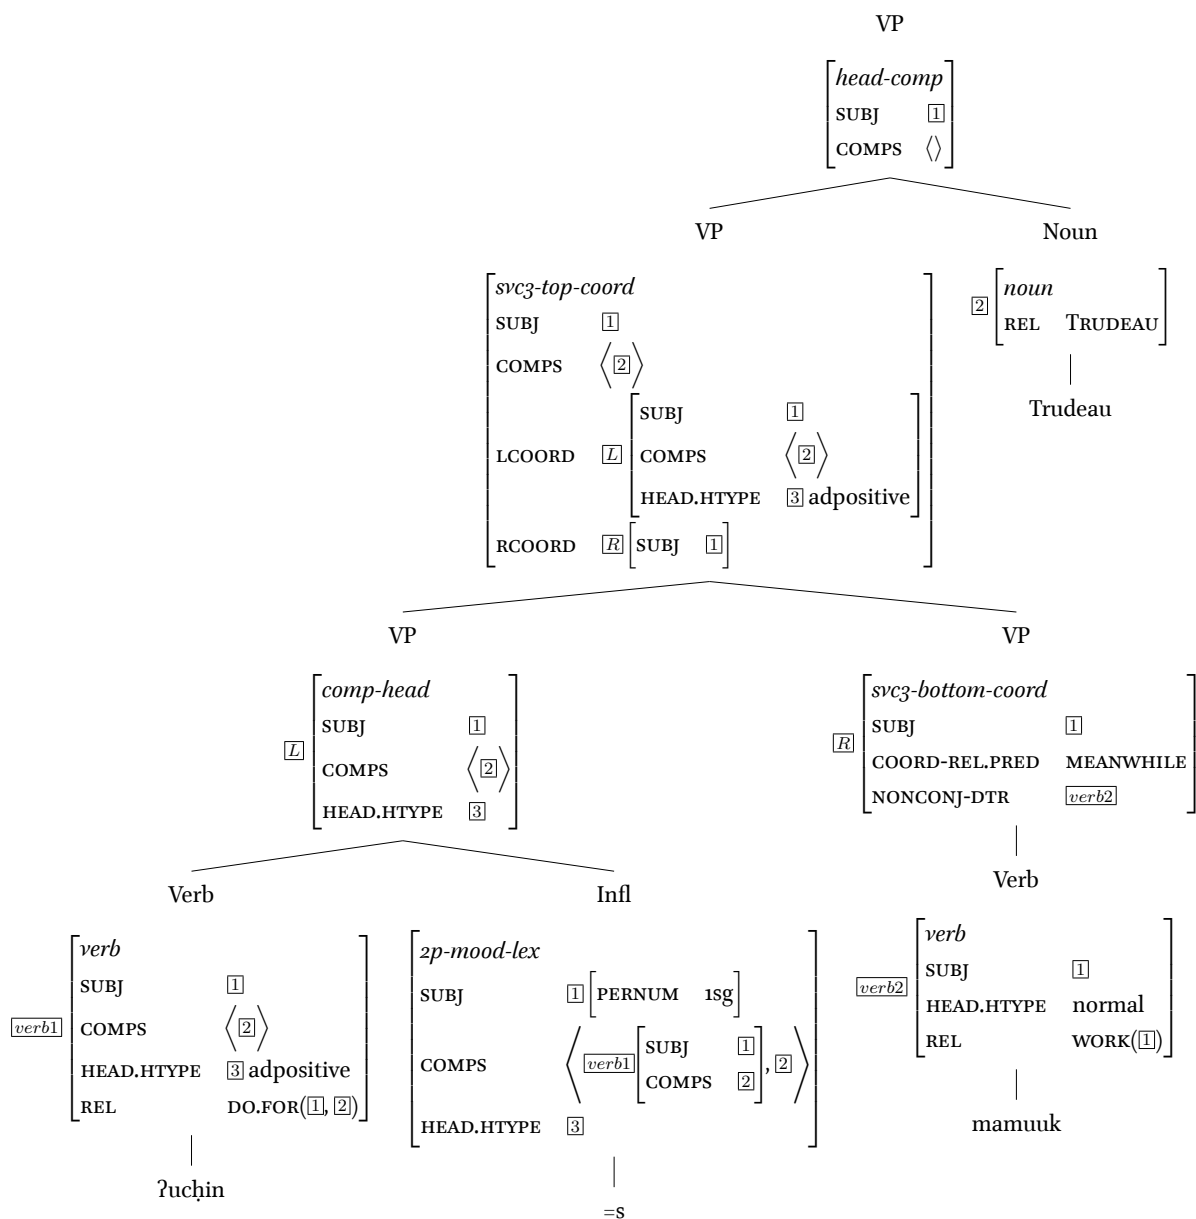 VP
head-comp
SUBJ 1
COMPS ⟨⟩
VP Noun
svc3-top-coord
SUBJ 1
COMPS ⟨2⟩
LCOORD L SUBJ 1
COMPS ⟨2⟩
HEAD.HTYPE 3 adpositive
RCOORD R [SUBJ 1]
2 noun
REL TRUDEAU
Trudeau
VP VP
L comp-head
SUBJ 1
COMPS ⟨2⟩
HEAD.HTYPE 3
R svc3-bottom-coord
SUBJ 1
COORD-REL.PRED MEANWHILE
NONCONJ-DTR verb2
Verb Infl Verb
verb1 verb
SUBJ 1
COMPS ⟨2⟩
HEAD.HTYPE 3 adpositive
REL DO.FOR(1, 2)
ʔucḥin
2p-mood-lex
SUBJ 1 [PERNUM 1sg]
COMPS ⟨verb1 [SUBJ 1
COMPS 2], 2⟩
HEAD.HTYPE 3
=s
verb2 verb
SUBJ 1
HEAD.HTYPE normal
REL WORK(1)
mamuuk